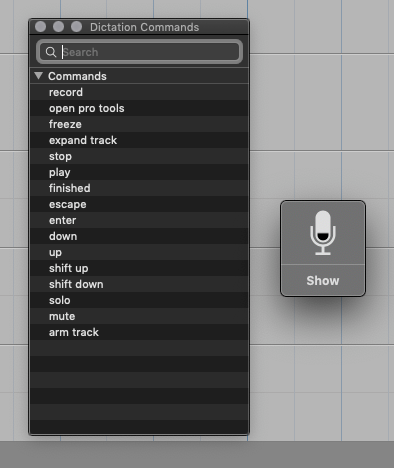 Dictation Commands
Search
Commands
record
open pro tools
freeze
expand track
stop
play
finished
escape
enter
down
up
shift up
shift down
solo
mute
arm track
Show